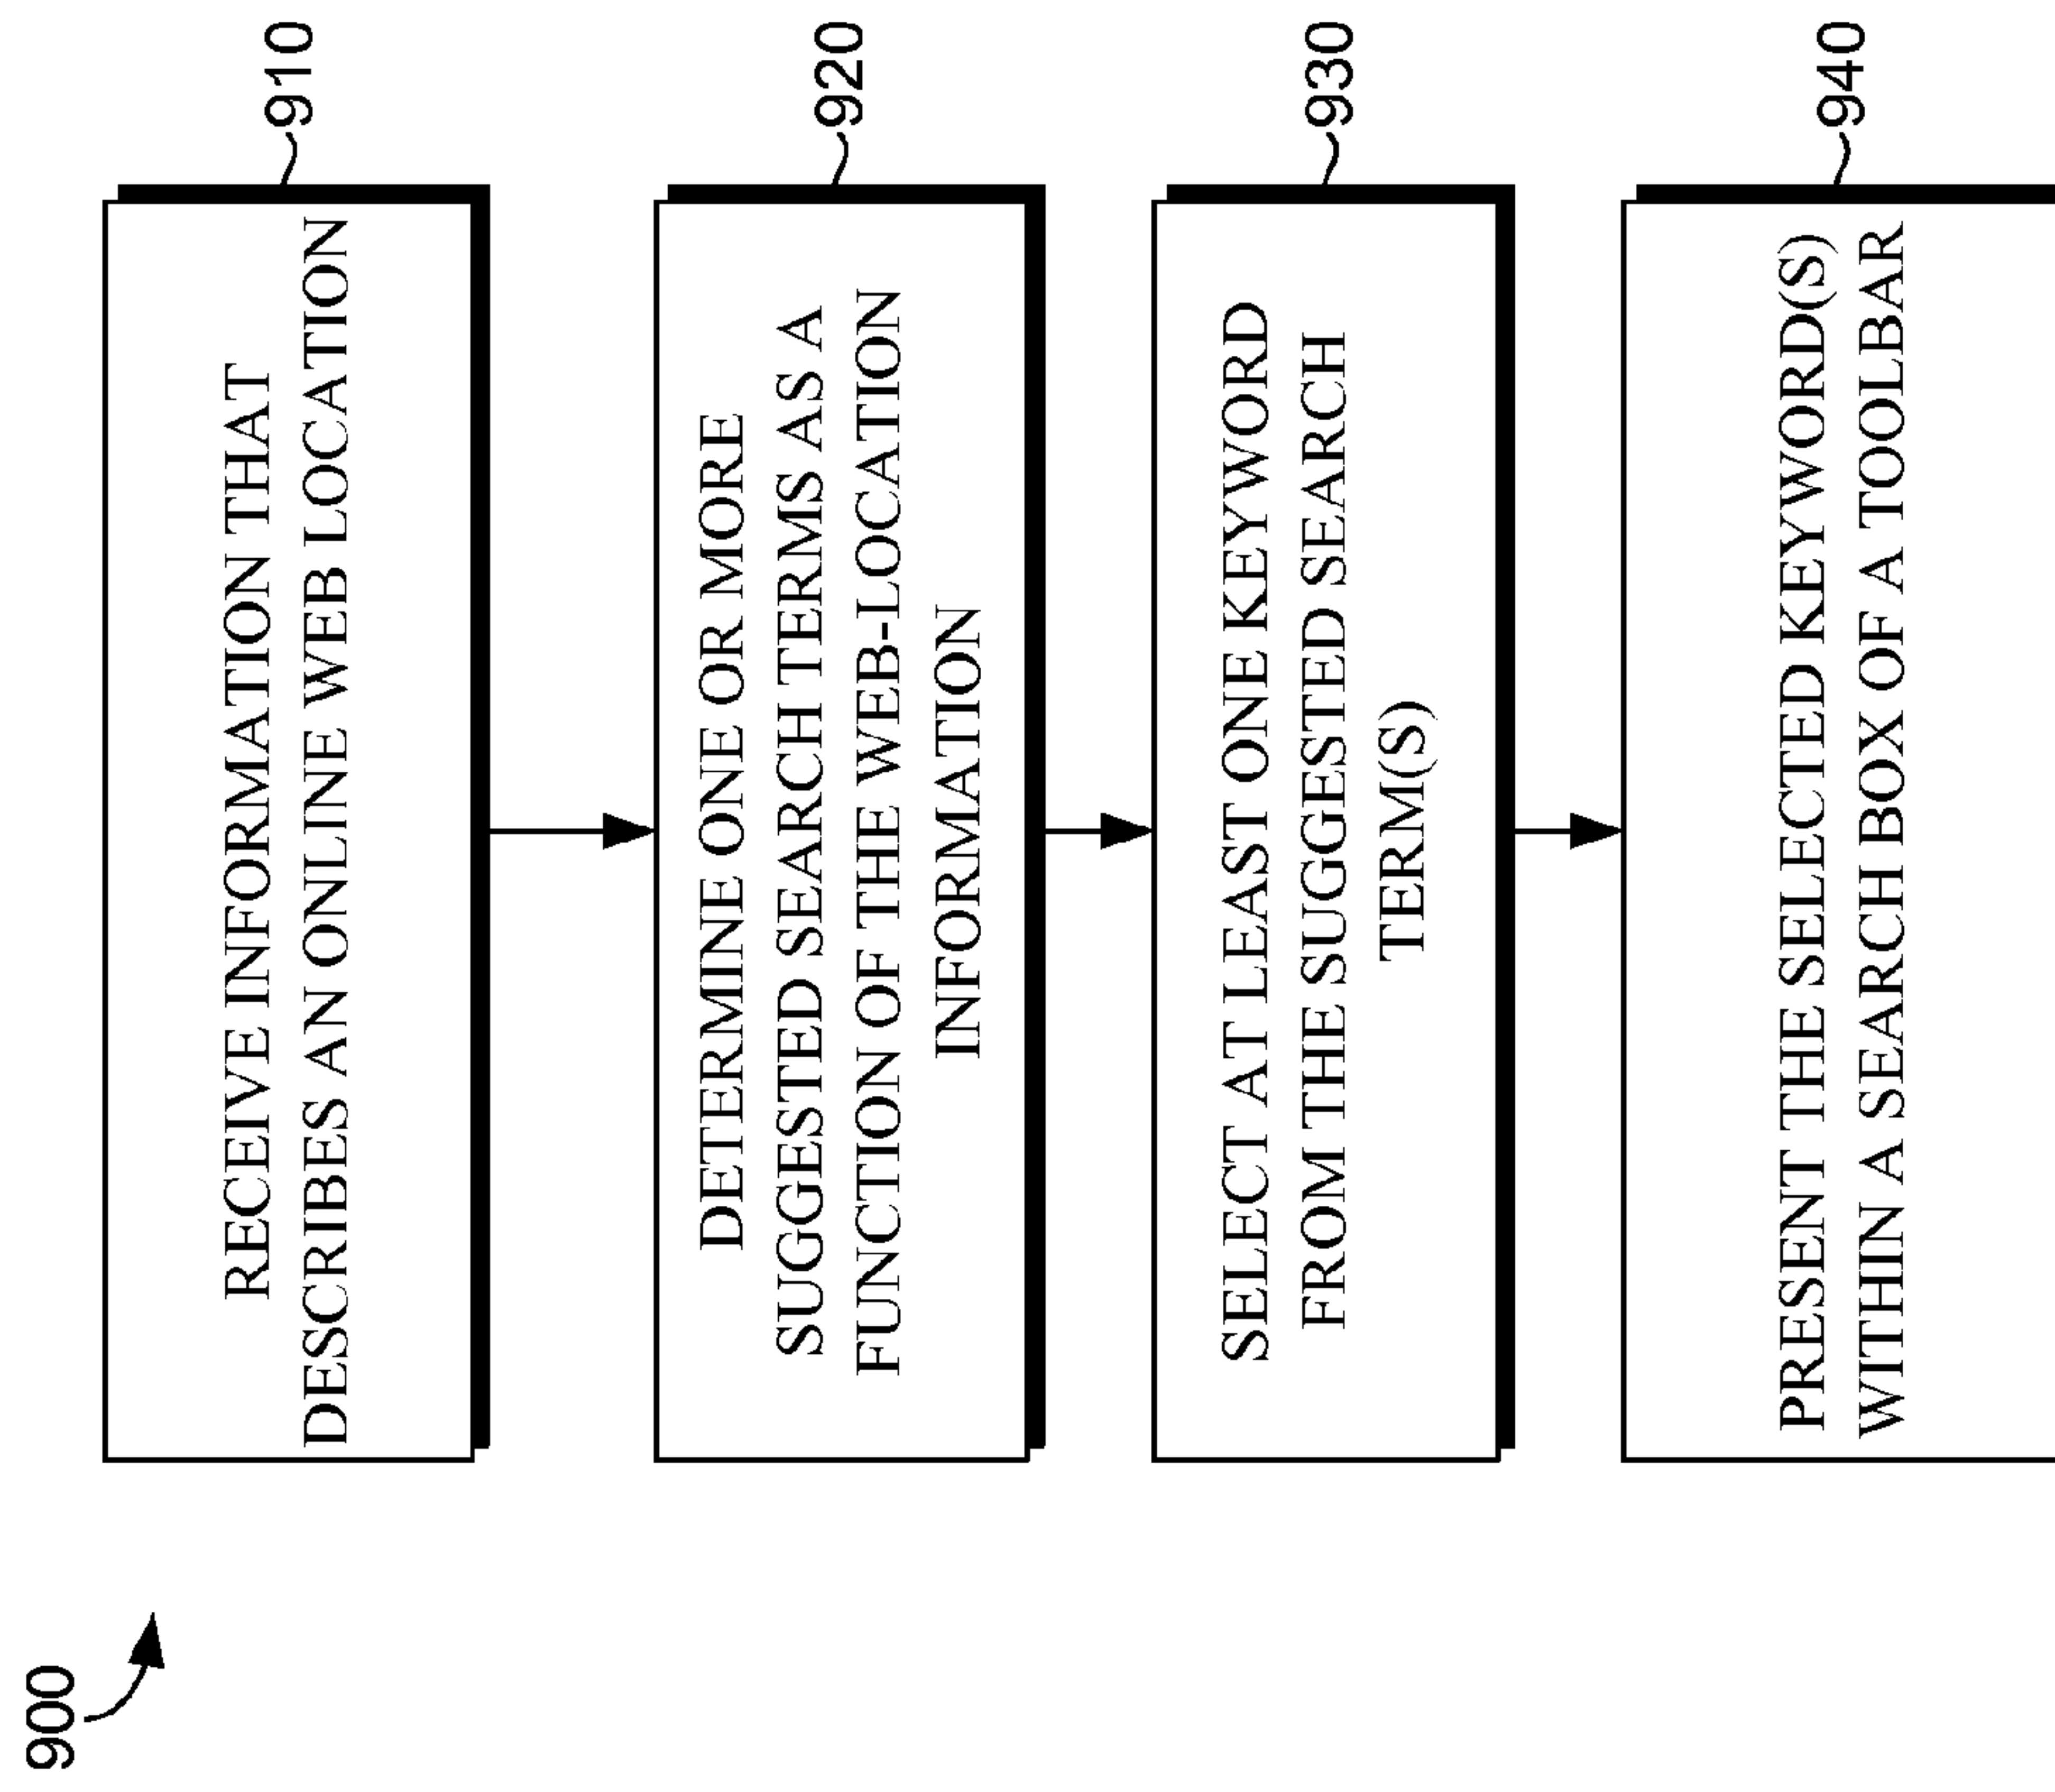 900
RECEIVE INFORMATION THAT
DESCRIBES AN ONLINE WEB LOCATION
910
DETERMINE ONE OR MORE
SUGGESTED SEARCH TERMS AS A
FUNCTION OF THE WEB-LOCATION
INFORMATION
920
SELECT AT LEAST ONE KEYWORD
FROM THE SUGGESTED SEARCH
TERM(S)
930
PRESENT THE SELECTED KEYWORD(S)
WITHIN A SEARCH BOX OF A TOOLBAR
940